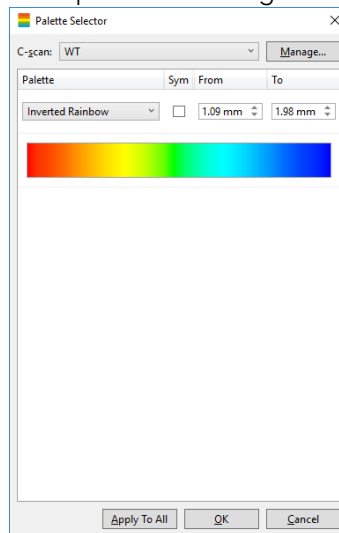 Palette Selector
C-scan: WT Manage...
Palette Sym From To
Inverted Rainbow 1.09 mm 1.98 mm
Apply To All OK Cancel